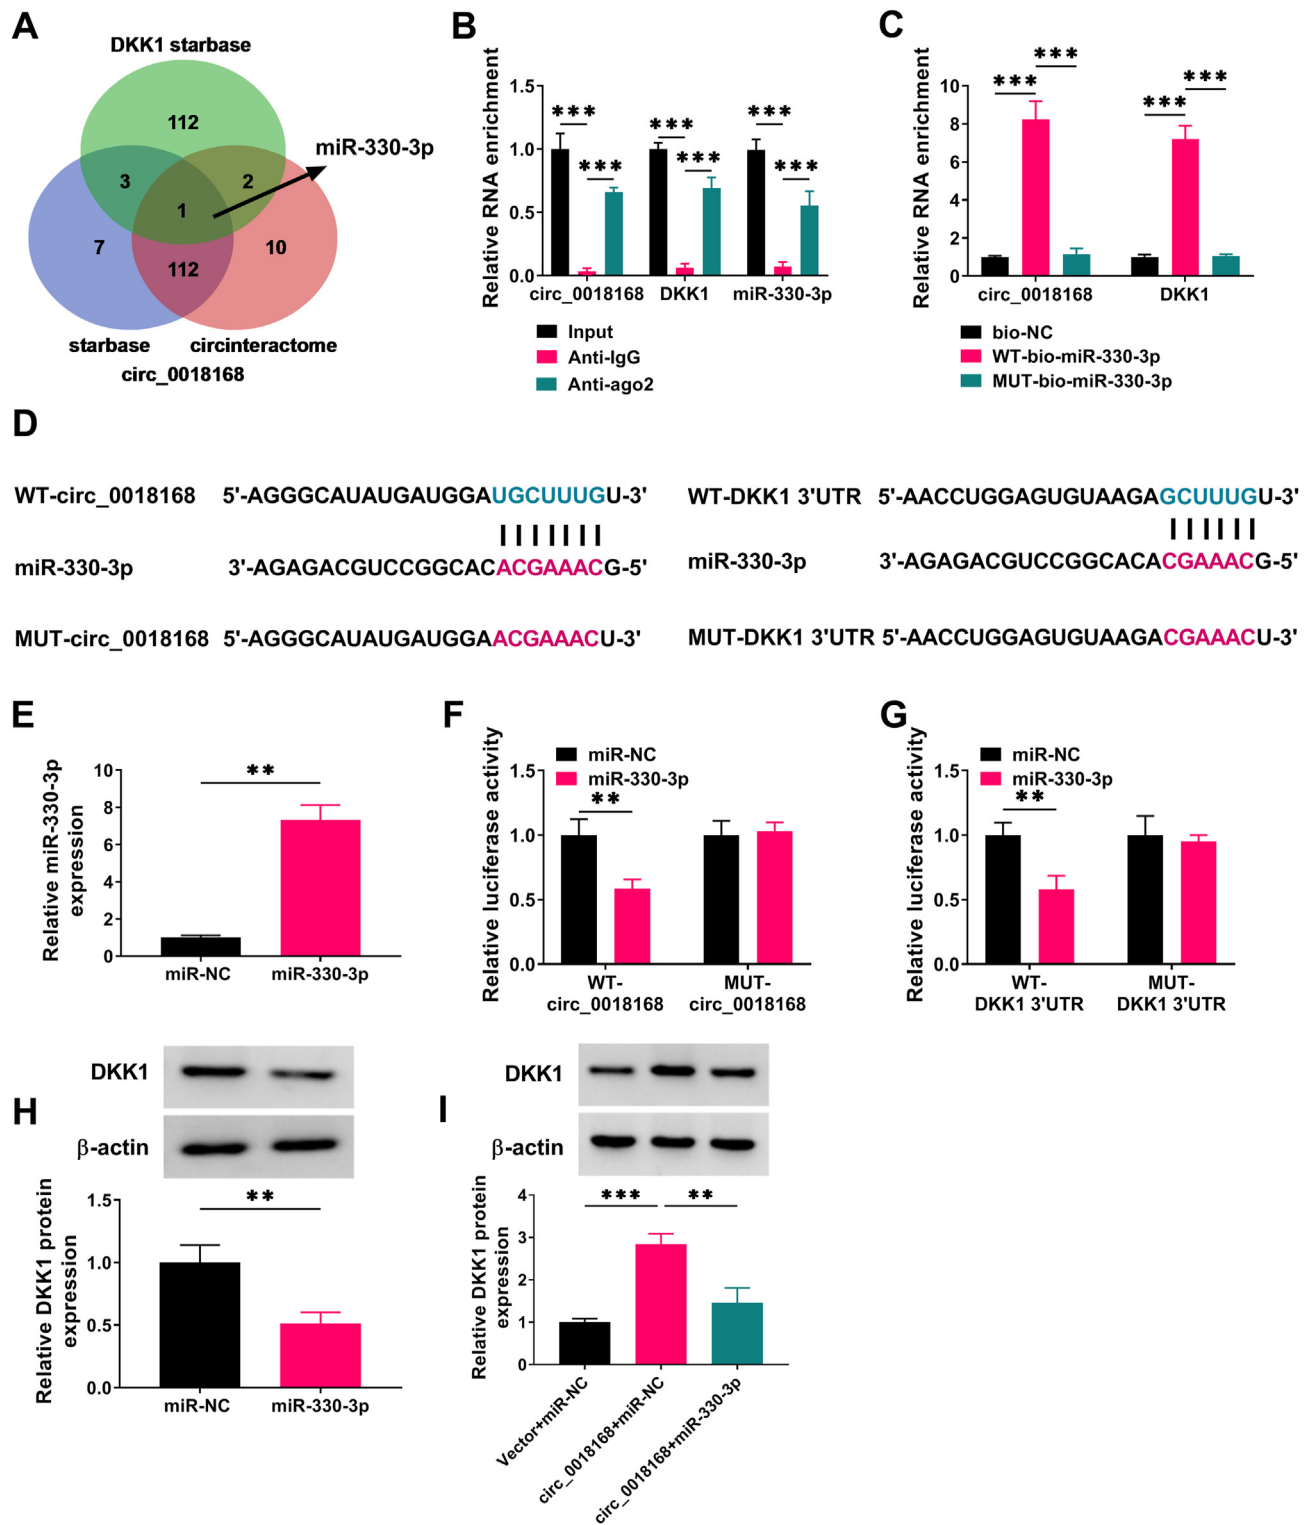 A
DKK1 starbase
112
miR-330-3p
3
2
1
7
10
112
starbase
circinteractome
circ_0018168
B
Relative RNA enrichment
1.5
1.0
0.5
0.0
***
***
***
***
***
***
circ_0018168
DKK1
miR-330-3p
Input
Anti-IgG
Anti-ago2
C
Relative RNA enrichment
10
8
6
4
2
0
***
***
***
***
circ_0018168
DKK1
bio-NC
WT-bio-miR-330-3p
MUT-bio-miR-330-3p
D
WT-circ_0018168 5'-AGGGCAUAUGAUGGAUGCUUUGU-3'
miR-330-3p 3'-AGAGACGUCCGGCACACGAAACG-5'
MUT-circ_0018168 5'-AGGGCAUAUGAUGGAACGAAACU-3'
WT-DKK1 3'UTR 5'-AACCUGGAGUGUAAGAGCUUUGU-3'
miR-330-3p 3'-AGAGACGUCCGGCACACGAAACG-5'
MUT-DKK1 3'UTR 5'-AACCUGGAGUGUAAGACGAAACU-3'
E
Relative miR-330-3p
expression
10
8
6
4
2
0
**
miR-NC
miR-330-3p
F
Relative luciferase activity
miR-NC
miR-330-3p
1.5
1.0
0.5
0.0
**
WT-
circ_0018168
MUT-
circ_0018168
G
Relative luciferase activity
miR-NC
miR-330-3p
1.5
1.0
0.5
0.0
**
WT-
DKK1 3'UTR
MUT-
DKK1 3'UTR
H
DKK1
β-actin
Relative DKK1 protein
expression
1.5
1.0
0.5
0.0
**
miR-NC
miR-330-3p
I
DKK1
β-actin
Relative DKK1 protein
expression
4
3
2
1
0
***
**
Vector+miR-NC
circ_0018168+miR-NC
circ_0018168+miR-330-3p